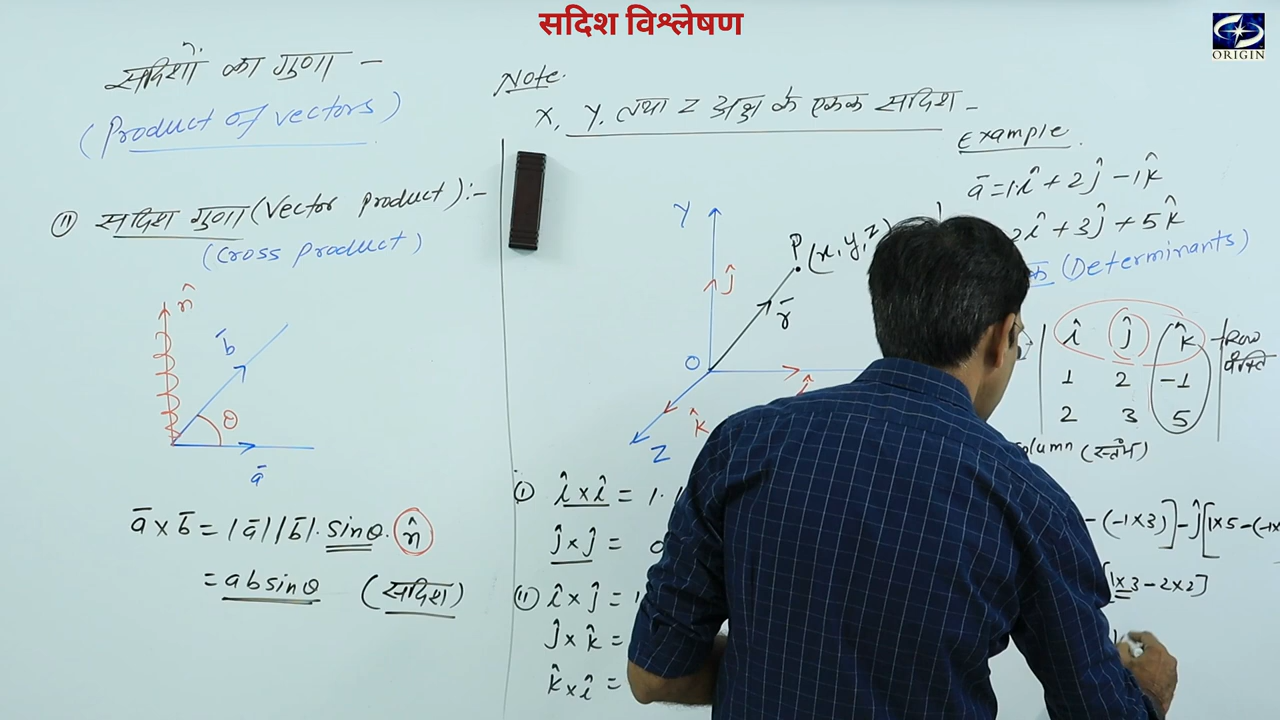 सदिश विश्लेषण
ORIGIN
सदिशों का गुणा -
(Product of vectors)
(II) सदिश गुणा (Vector product):-
(Cross product)
n̂
b̄
θ
ā
ā × b̄ = |ā| |b̄|. sinθ. n̂
= ab sinθ (सदिश)
Note.
X, Y, तथा Z अक्ष के एकक सदिश -
Y
ĵ
P(x, y, z)
r̄
O
k̂
Z
(I) î × î = 1.
ĵ × ĵ = 0
(II) î × ĵ = 1
ĵ × k̂ =
k̂ × î =
Example.
ā = 1î + 2ĵ - 1k̂
2î + 3ĵ + 5k̂
(Determinants)
î ĵ k̂
Row
पंक्ति
1 2 -1
2 3 5
column (स्तंभ)
- (-1×3)] - ĵ[1×5 - (-1×
[1×3 - 2×2]